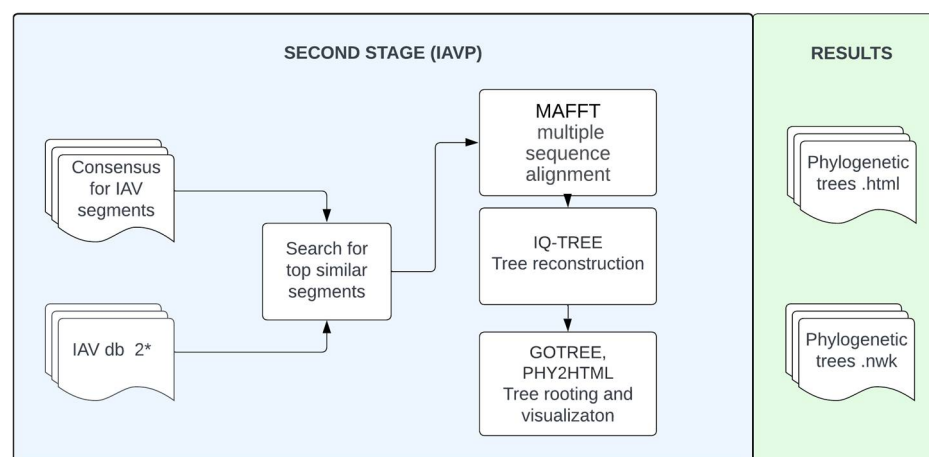 SECOND STAGE (IAVP)
RESULTS
Consensus
for IAV
segments
IAV db 2*
Search for
top similar
segments
MAFFT
multiple
sequence
alignment
IQ-TREE
Tree reconstruction
GOTREE,
PHY2HTML
Tree rooting and
visualizaton
Phylogenetic
trees .html
Phylogenetic
trees .nwk